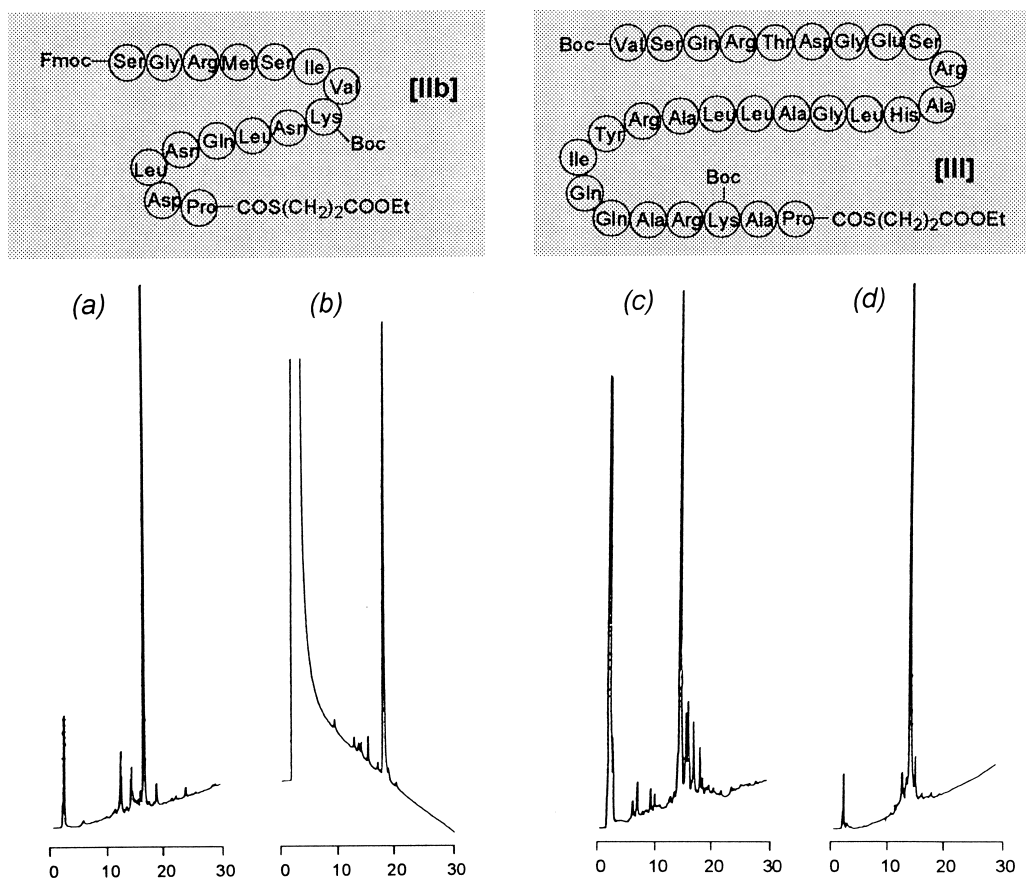 Fmoc—Ser Gly Arg Met Ser Ile
Val
[IIb]
Leu Asn Gln Leu Asn Lys
Boc
Asp Pro—COS(CH2)2COOEt
Boc—Val Ser Gln Arg Thr Asp Gly Glu Ser
Arg
Ile Tyr Arg Ala Leu Leu Ala Gly Leu His Ala
[III]
Gln
Boc
Gln Ala Arg Lys Ala Pro—COS(CH2)2COOEt
(a) (b) (c) (d)
0 10 20 30 0 10 20 30 0 10 20 30 0 10 20 30